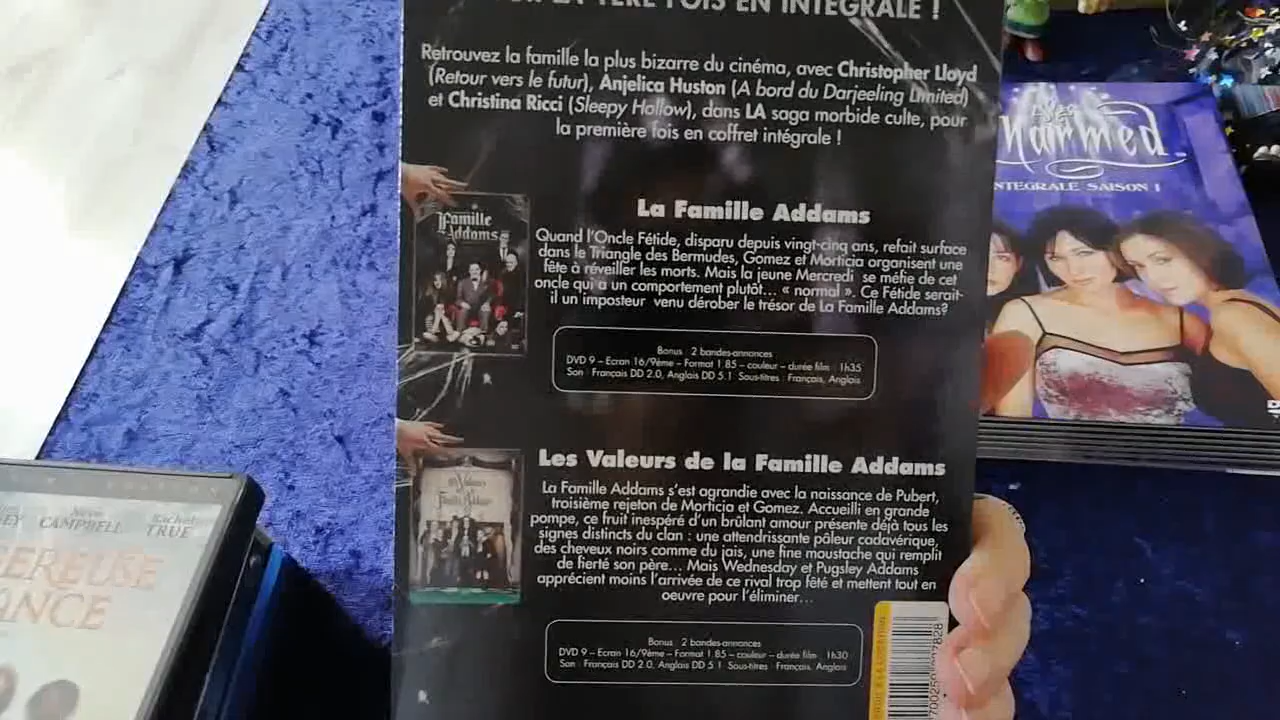 LA 1ÈRE FOIS EN INTÉGRALE !
Retrouvez la famille la plus bizarre du cinéma, avec Christopher Lloyd
(Retour vers le futur), Anjelica Huston (A bord du Darjeeling Limited)
et Christina Ricci (Sleepy Hollow), dans LA saga morbide culte, pour
la première fois en coffret intégrale !
La Famille Addams
Quand l'Oncle Fétide, disparu depuis vingt-cinq ans, refait surface
dans le Triangle des Bermudes, Gomez et Morticia organisent une
fête à réveiller les morts. Mais la jeune Mercredi se méfie de cet
oncle qui a un comportement plutôt... « normal ». Ce Fétide serait-
il un imposteur venu dérober le trésor de La Famille Addams?
Famille
Addams
Bonus 2 bandes-annonces
DVD 9 – Ecran 16/9ème – Format 1.85 – couleur – durée film 1h35
Son Français DD 2.0, Anglais DD 5.1 Sous-titres : Français, Anglais
Les Valeurs de la Famille Addams
La Famille Addams s'est agrandie avec la naissance de Pubert,
troisième rejeton de Morticia et Gomez. Accueilli en grande
pompe, ce fruit inespéré d'un brûlant amour présente déjà tous les
signes distincts du clan : une attendrissante pâleur cadavérique,
des cheveux noirs comme du jais, une fine moustache qui remplit
de fierté son père... Mais Wednesday et Pugsley Addams
apprécient moins l'arrivée de ce rival trop fêté et mettent tout en
oeuvre pour l'éliminer...
Bonus 2 bandes-annonces
DVD 9 – Ecran 16/9ème – Format 1.85 – couleur – durée film 1h30
Son : Français DD 2.0, Anglais DD 5.1 Sous-titres : Français, Anglais
Charmed
INTEGRALE SAISON 1
CAMPBELL
TRUE